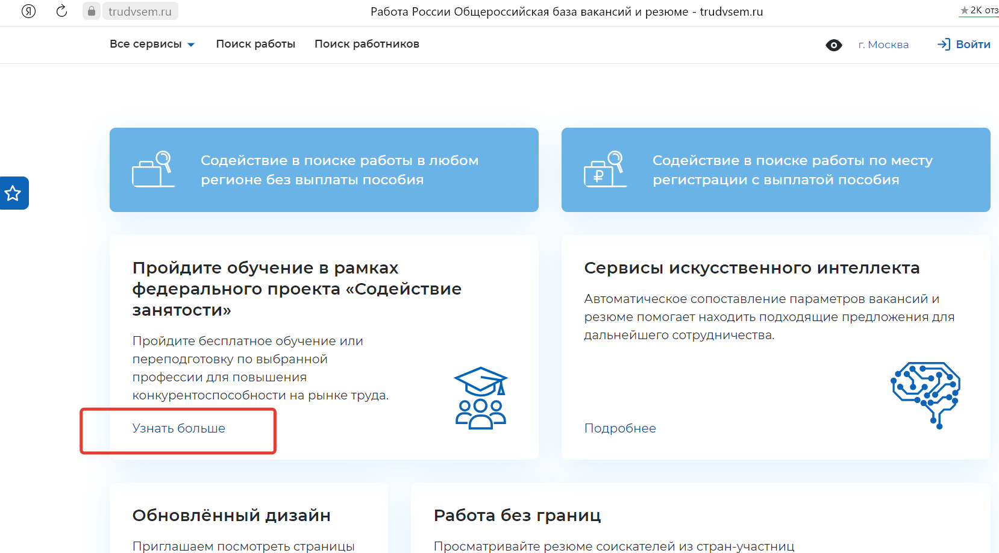 Я
trudvsem.ru
Работа России Общероссийская база вакансий и резюме - trudvsem.ru
★ 2K отз
Все сервисы
Поиск работы
Поиск работников
г. Москва
Войти
Содействие в поиске работы в любом
регионе без выплаты пособия
₽
Содействие в поиске работы по месту
регистрации с выплатой пособия
Пройдите обучение в рамках
федерального проекта «Содействие
занятости»
Пройдите бесплатное обучение или
переподготовку по выбранной
профессии для повышения
конкурентоспособности на рынке труда.
Узнать больше
Сервисы искусственного интеллекта
Автоматическое сопоставление параметров вакансий и
резюме помогает находить подходящие предложения для
дальнейшего сотрудничества.
Подробнее
Обновлённый дизайн
Приглашаем посмотреть страницы
Работа без границ
Просматривайте резюме соискателей из стран-участниц